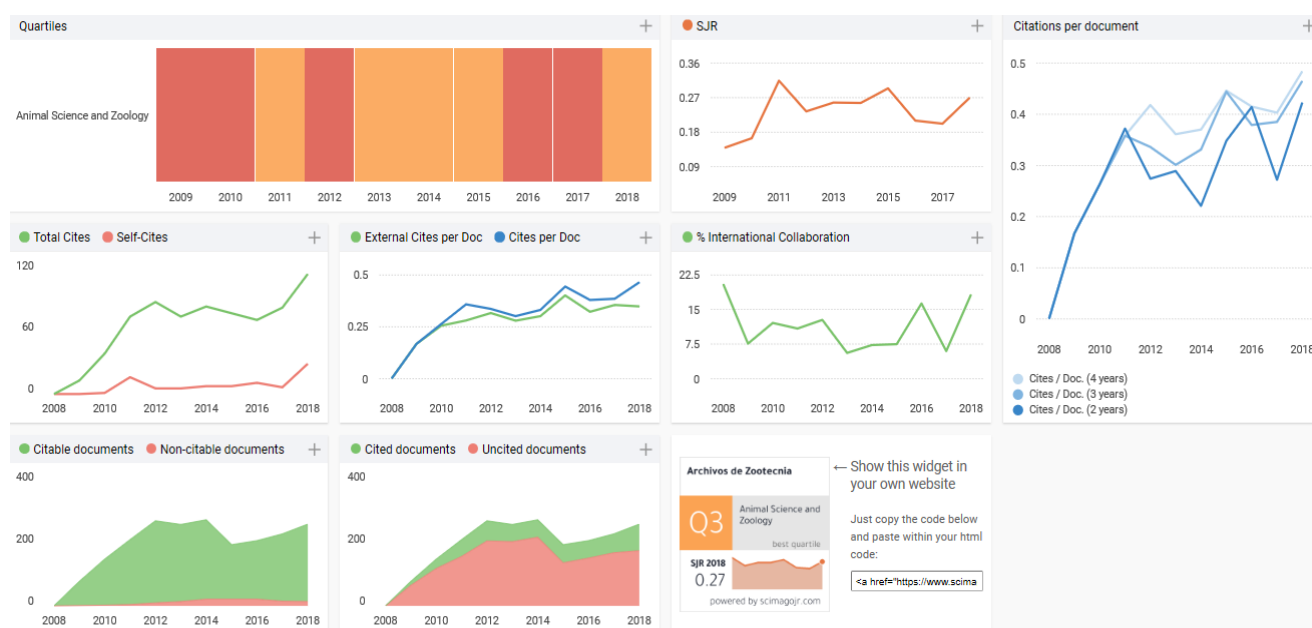 Quartiles
Animal Science and Zoology
2009 2010 2011 2012 2013 2014 2015 2016 2017 2018
SJR
0.36
0.27
0.18
0.09
2009 2011 2013 2015 2017
Citations per document
0.5
0.4
0.3
0.2
0.1
0
2008 2010 2012 2014 2016 2018
Cites / Doc. (4 years)
Cites / Doc. (3 years)
Cites / Doc. (2 years)
Total Cites Self-Cites
120
60
0
2008 2010 2012 2014 2016 2018
External Cites per Doc Cites per Doc
0.5
0.25
0
2008 2010 2012 2014 2016 2018
% International Collaboration
22.5
15
7.5
0
2008 2010 2012 2014 2016 2018
Citable documents Non-citable documents
400
200
0
2008 2010 2012 2014 2016 2018
Cited documents Uncited documents
400
200
0
2008 2010 2012 2014 2016 2018
Archivos de Zootecnia
Q3
Animal Science and
Zoology
best quartile
SJR 2018
0.27
powered by scimagojr.com
← Show this widget in
your own website
Just copy the code below
and paste within your html
code:
<a href="https://www.scima